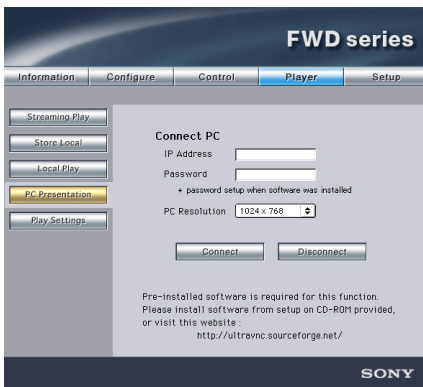 FWD series
Information Configure Control Player Setup
Streaming Play
Store Local
Local Play
PC Presentation
Play Settings
Connect PC
IP Address
Password
+ password setup when software was installed
PC Resolution 1024 x 768
Connect Disconnect
Pre-installed software is required for this function.
Please install software from setup on CD-ROM provided,
or visit this website :
http://ultravnc.sourceforge.net/
SONY